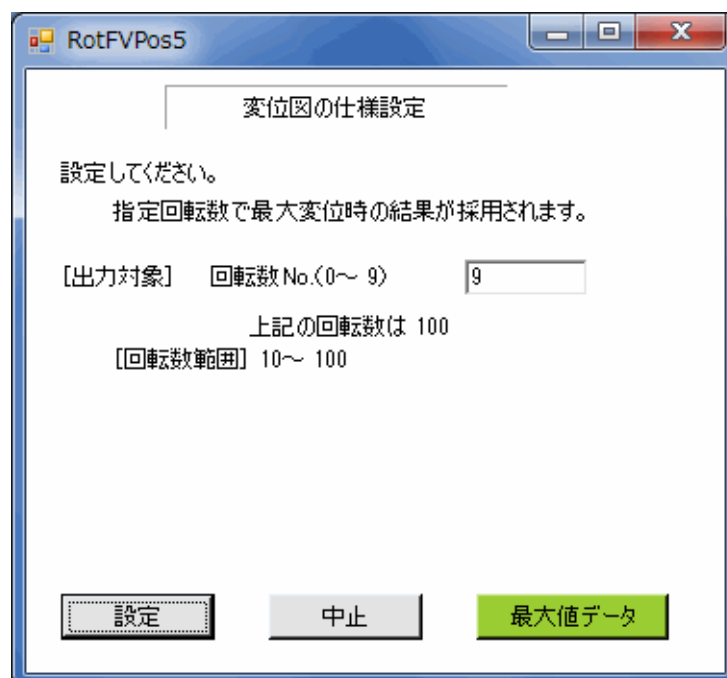 RotFVPos5
変位図の仕様設定
設定してください。
指定回転数で最大変位時の結果が採用されます。
[出力対象] 回転数No.(0～ 9) 9
上記の回転数は 100
[回転数範囲] 10～ 100
設定 中止 最大値データ